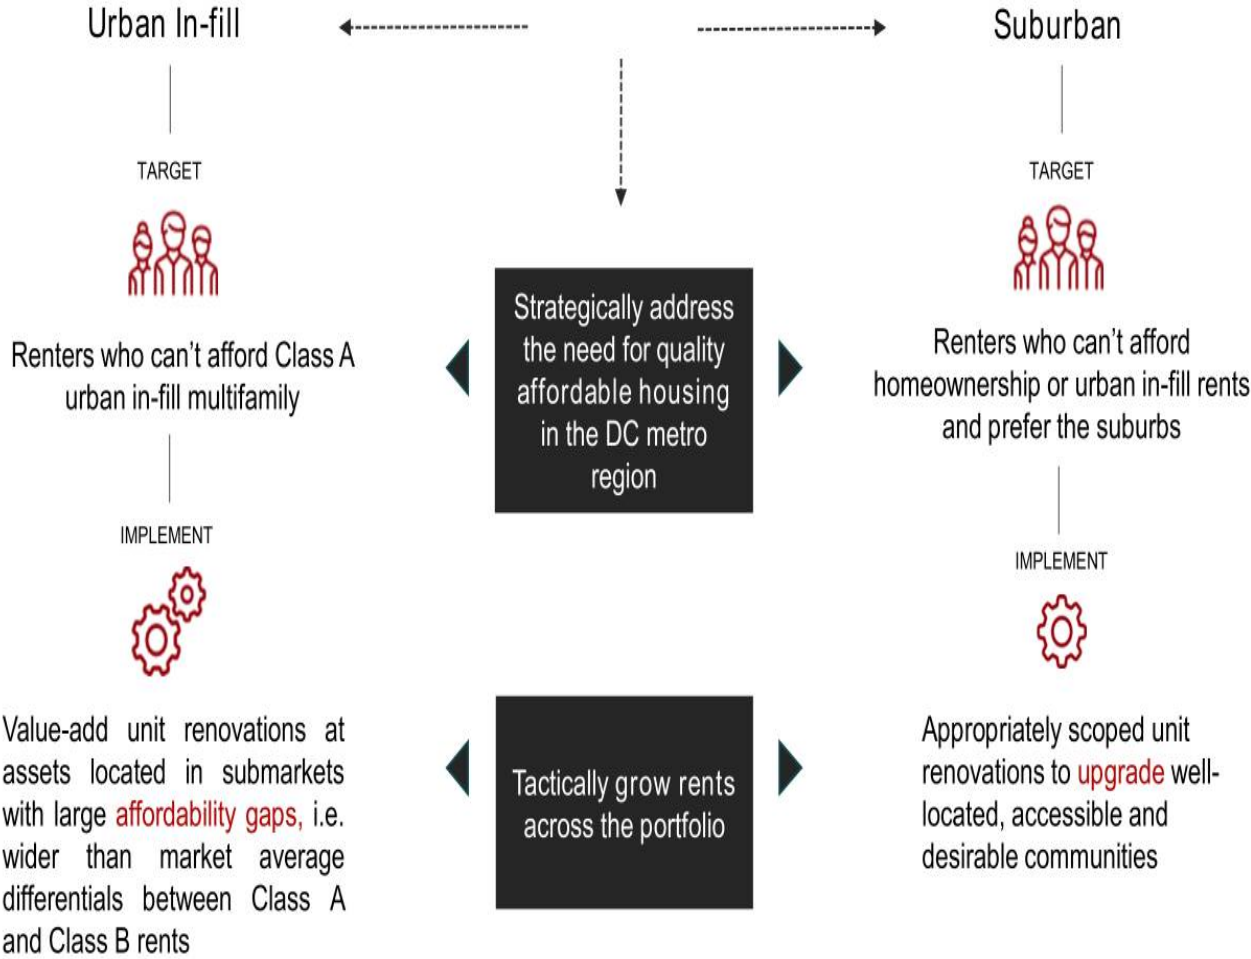 Urban In-fill
TARGET
Renters who can't afford Class A
urban in-fill multifamily
IMPLEMENT
Value-add unit renovations at
assets located in submarkets
with large affordability gaps, i.e.
wider than market average
differentials between Class A
and Class B rents
Strategically address
the need for quality
affordable housing
in the DC metro
region
Tactically grow rents
across the portfolio
Suburban
TARGET
Renters who can't afford
homeownership or urban in-fill rents
and prefer the suburbs
IMPLEMENT
Appropriately scoped unit
renovations to upgrade well-
located, accessible and
desirable communities